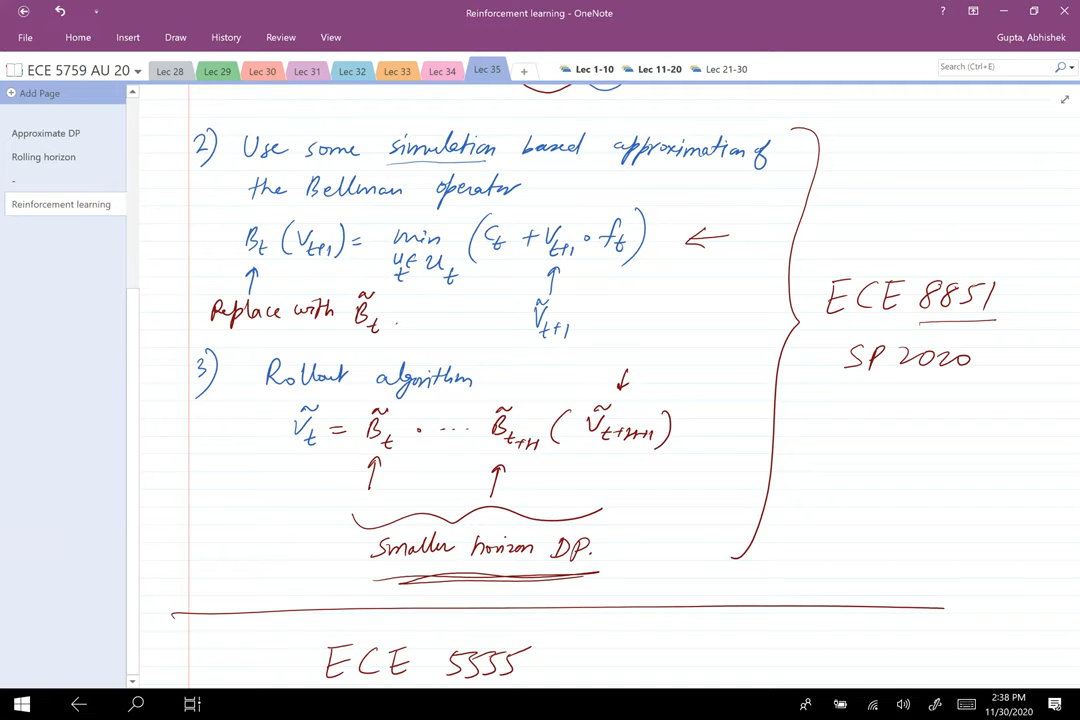 Reinforcement learning - OneNote
?
Gupta, Abhishek
File Home Insert Draw History Review View
ECE 5759 AU 20
Lec 28 Lec 29 Lec 30 Lec 31 Lec 32 Lec 33 Lec 34 Lec 35 + Lec 1-10 Lec 11-20 Lec 21-30
Search (Ctrl+E)
Add Page
Approximate DP
Rolling horizon
-
Reinforcement learning
2) Use some simulation based approximation of
the Bellman operator
B_t (V_{t+1}) = min_{u_t ∈ U_t} (c_t + V_{t+1} ∘ f_t) ←
Replace with B̃_t . Ṽ_{t+1}
3) Rollout algorithm
Ṽ_t = B̃_t · ... B̃_{t+H} ( Ṽ_{t+H+1} )
Smaller horizon DP.
ECE 8851
SP 2020
ECE 5555
2:38 PM
11/30/2020